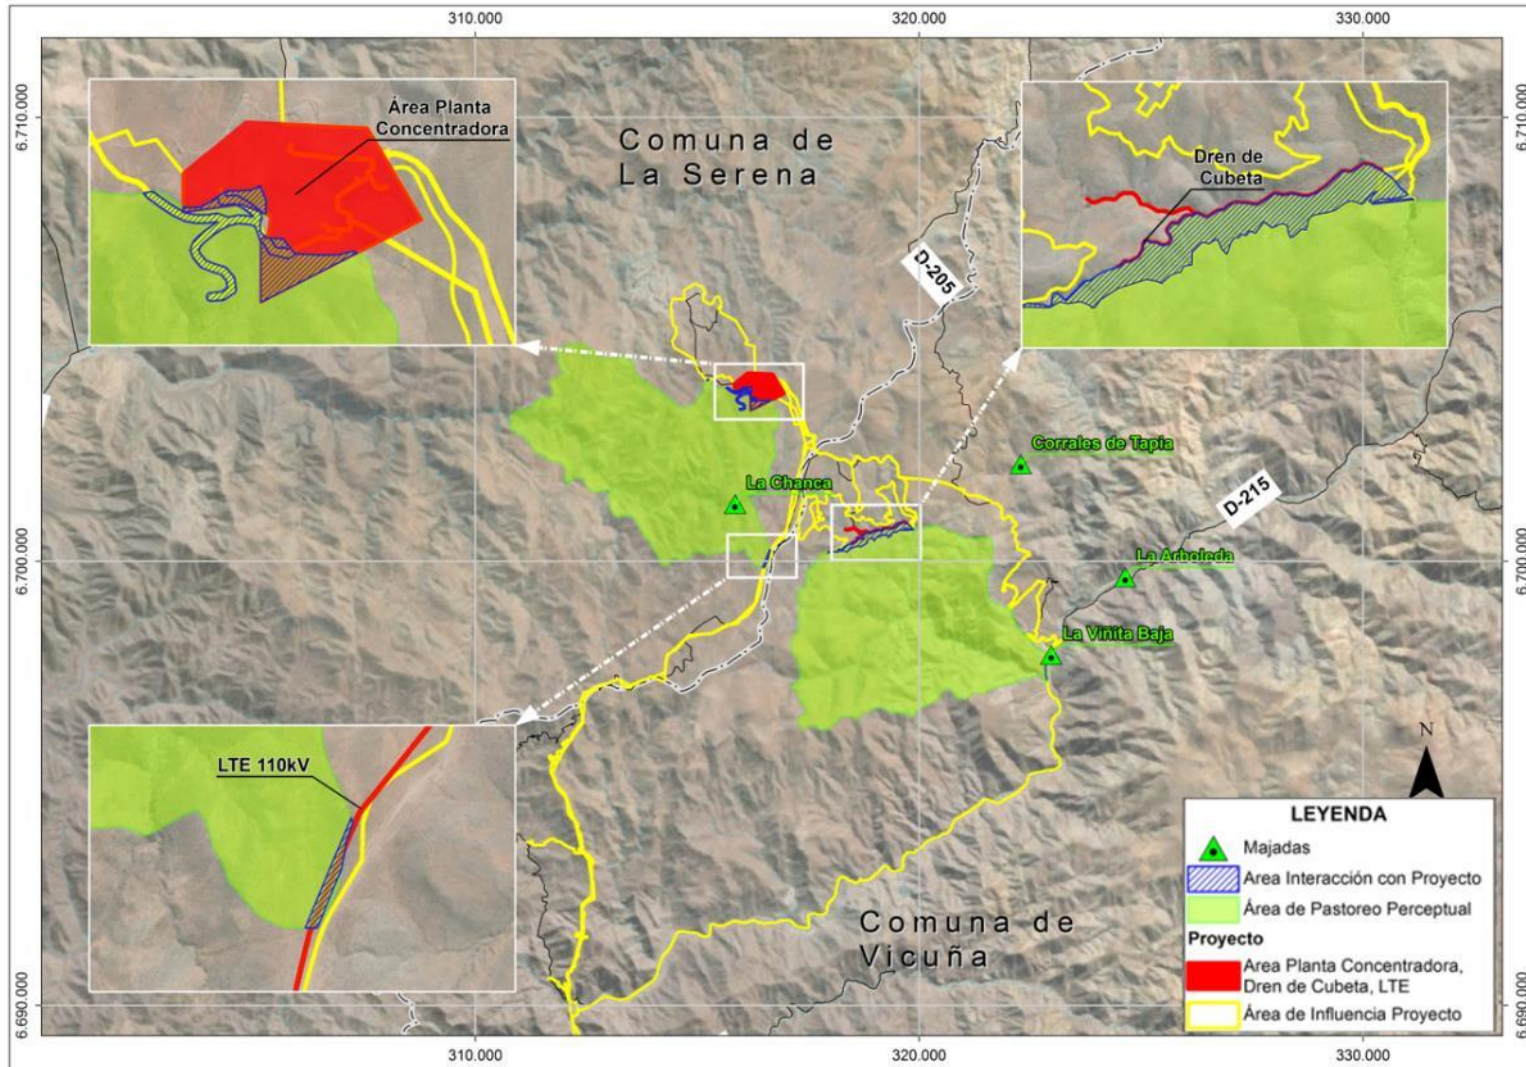 310.000
320.000
330.000
6.710.000
6.710.000
Área Planta
Concentradora
Comuna de
La Serena
Dren de
Cubeta
D-205
Corrales de Tapia
La Chanca
D-215
La Arboleda
6.700.000
6.700.000
La Viñita Baja
LTE 110kV
N
Comuna de
Vicuña
LEYENDA
Majadas
Area Interacción con Proyecto
Área de Pastoreo Perceptual
Proyecto
Area Planta Concentradora,
Dren de Cubeta, LTE
Área de Influencia Proyecto
6.690.000
6.690.000
310.000
320.000
330.000